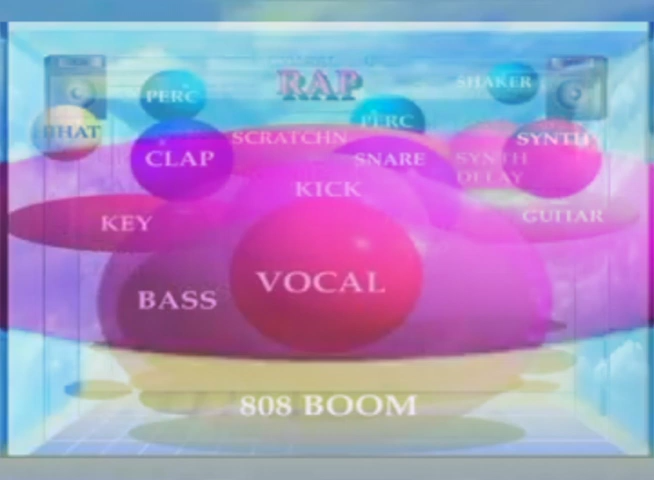 RAP
PERC
SHAKER
HHAT
PERC
SCRATCHN
SYNTH
CLAP
SNARE
SYNTH
DELAY
KICK
KEY
GUITAR
VOCAL
BASS
808 BOOM